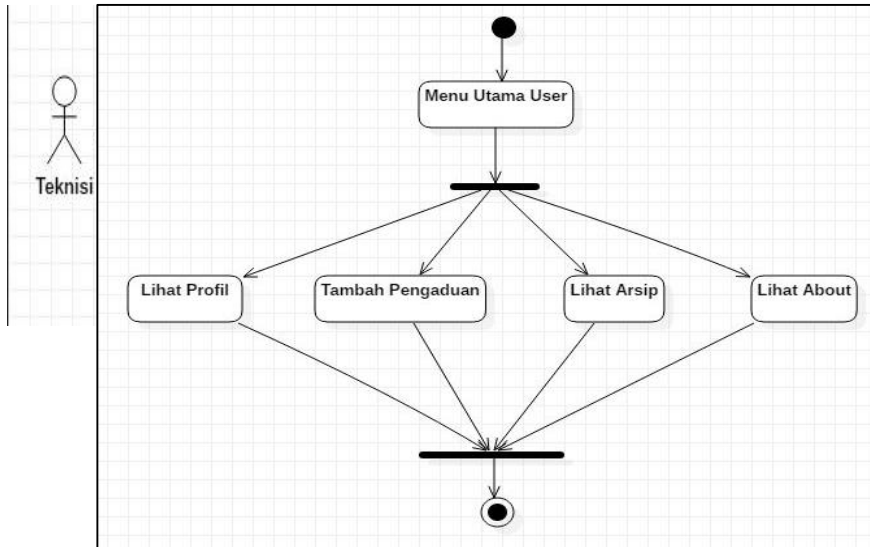 Menu Utama User
Teknisi
Lihat Profil
Tambah Pengaduan
Lihat Arsip
Lihat About